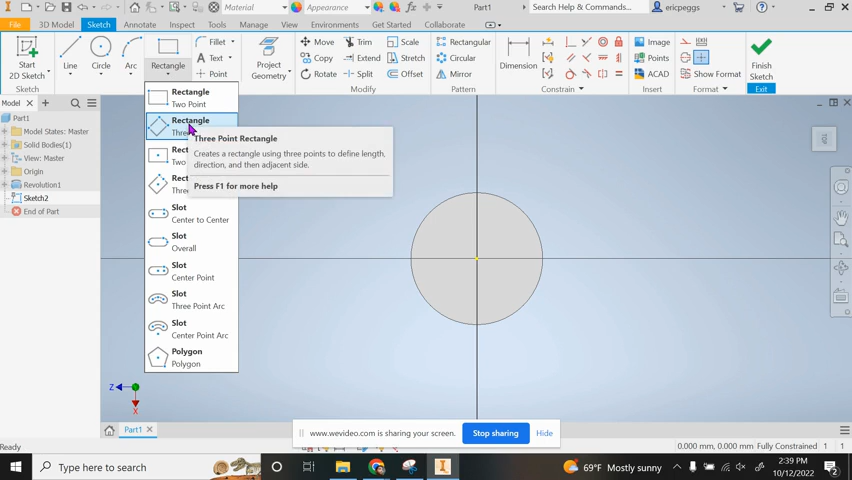 Material
Appearance
Part1
Search Help & Commands...
ericpeggs
File
3D Model
Sketch
Annotate
Inspect
Tools
Manage
View
Environments
Get Started
Collaborate
Start
2D Sketch
Line
Circle
Arc
Rectangle
Fillet
Text
Point
Project
Geometry
Move
Copy
Rotate
Trim
Extend
Split
Scale
Stretch
Offset
Modify
Rectangular
Circular
Mirror
Pattern
Dimension
Constrain
Image
Points
ACAD
Insert
Show Format
Format
Finish
Sketch
Exit
Model
Part1
Model States: Master
Solid Bodies(1)
View: Master
Origin
Revolution1
Sketch2
End of Part
Rectangle
Two Point
Rectangle
Three Point Rectangle
Creates a rectangle using three points to define length,
direction, and then adjacent side.
Press F1 for more help
Slot
Center to Center
Slot
Overall
Slot
Center Point
Slot
Three Point Arc
Slot
Center Point Arc
Polygon
Polygon
Z
X
Part1
www.wevideo.com is sharing your screen.
Stop sharing
Hide
Ready
0.000 mm, 0.000 mm
Fully Constrained
1
1
Type here to search
69°F Mostly sunny
2:39 PM
10/12/2022
2